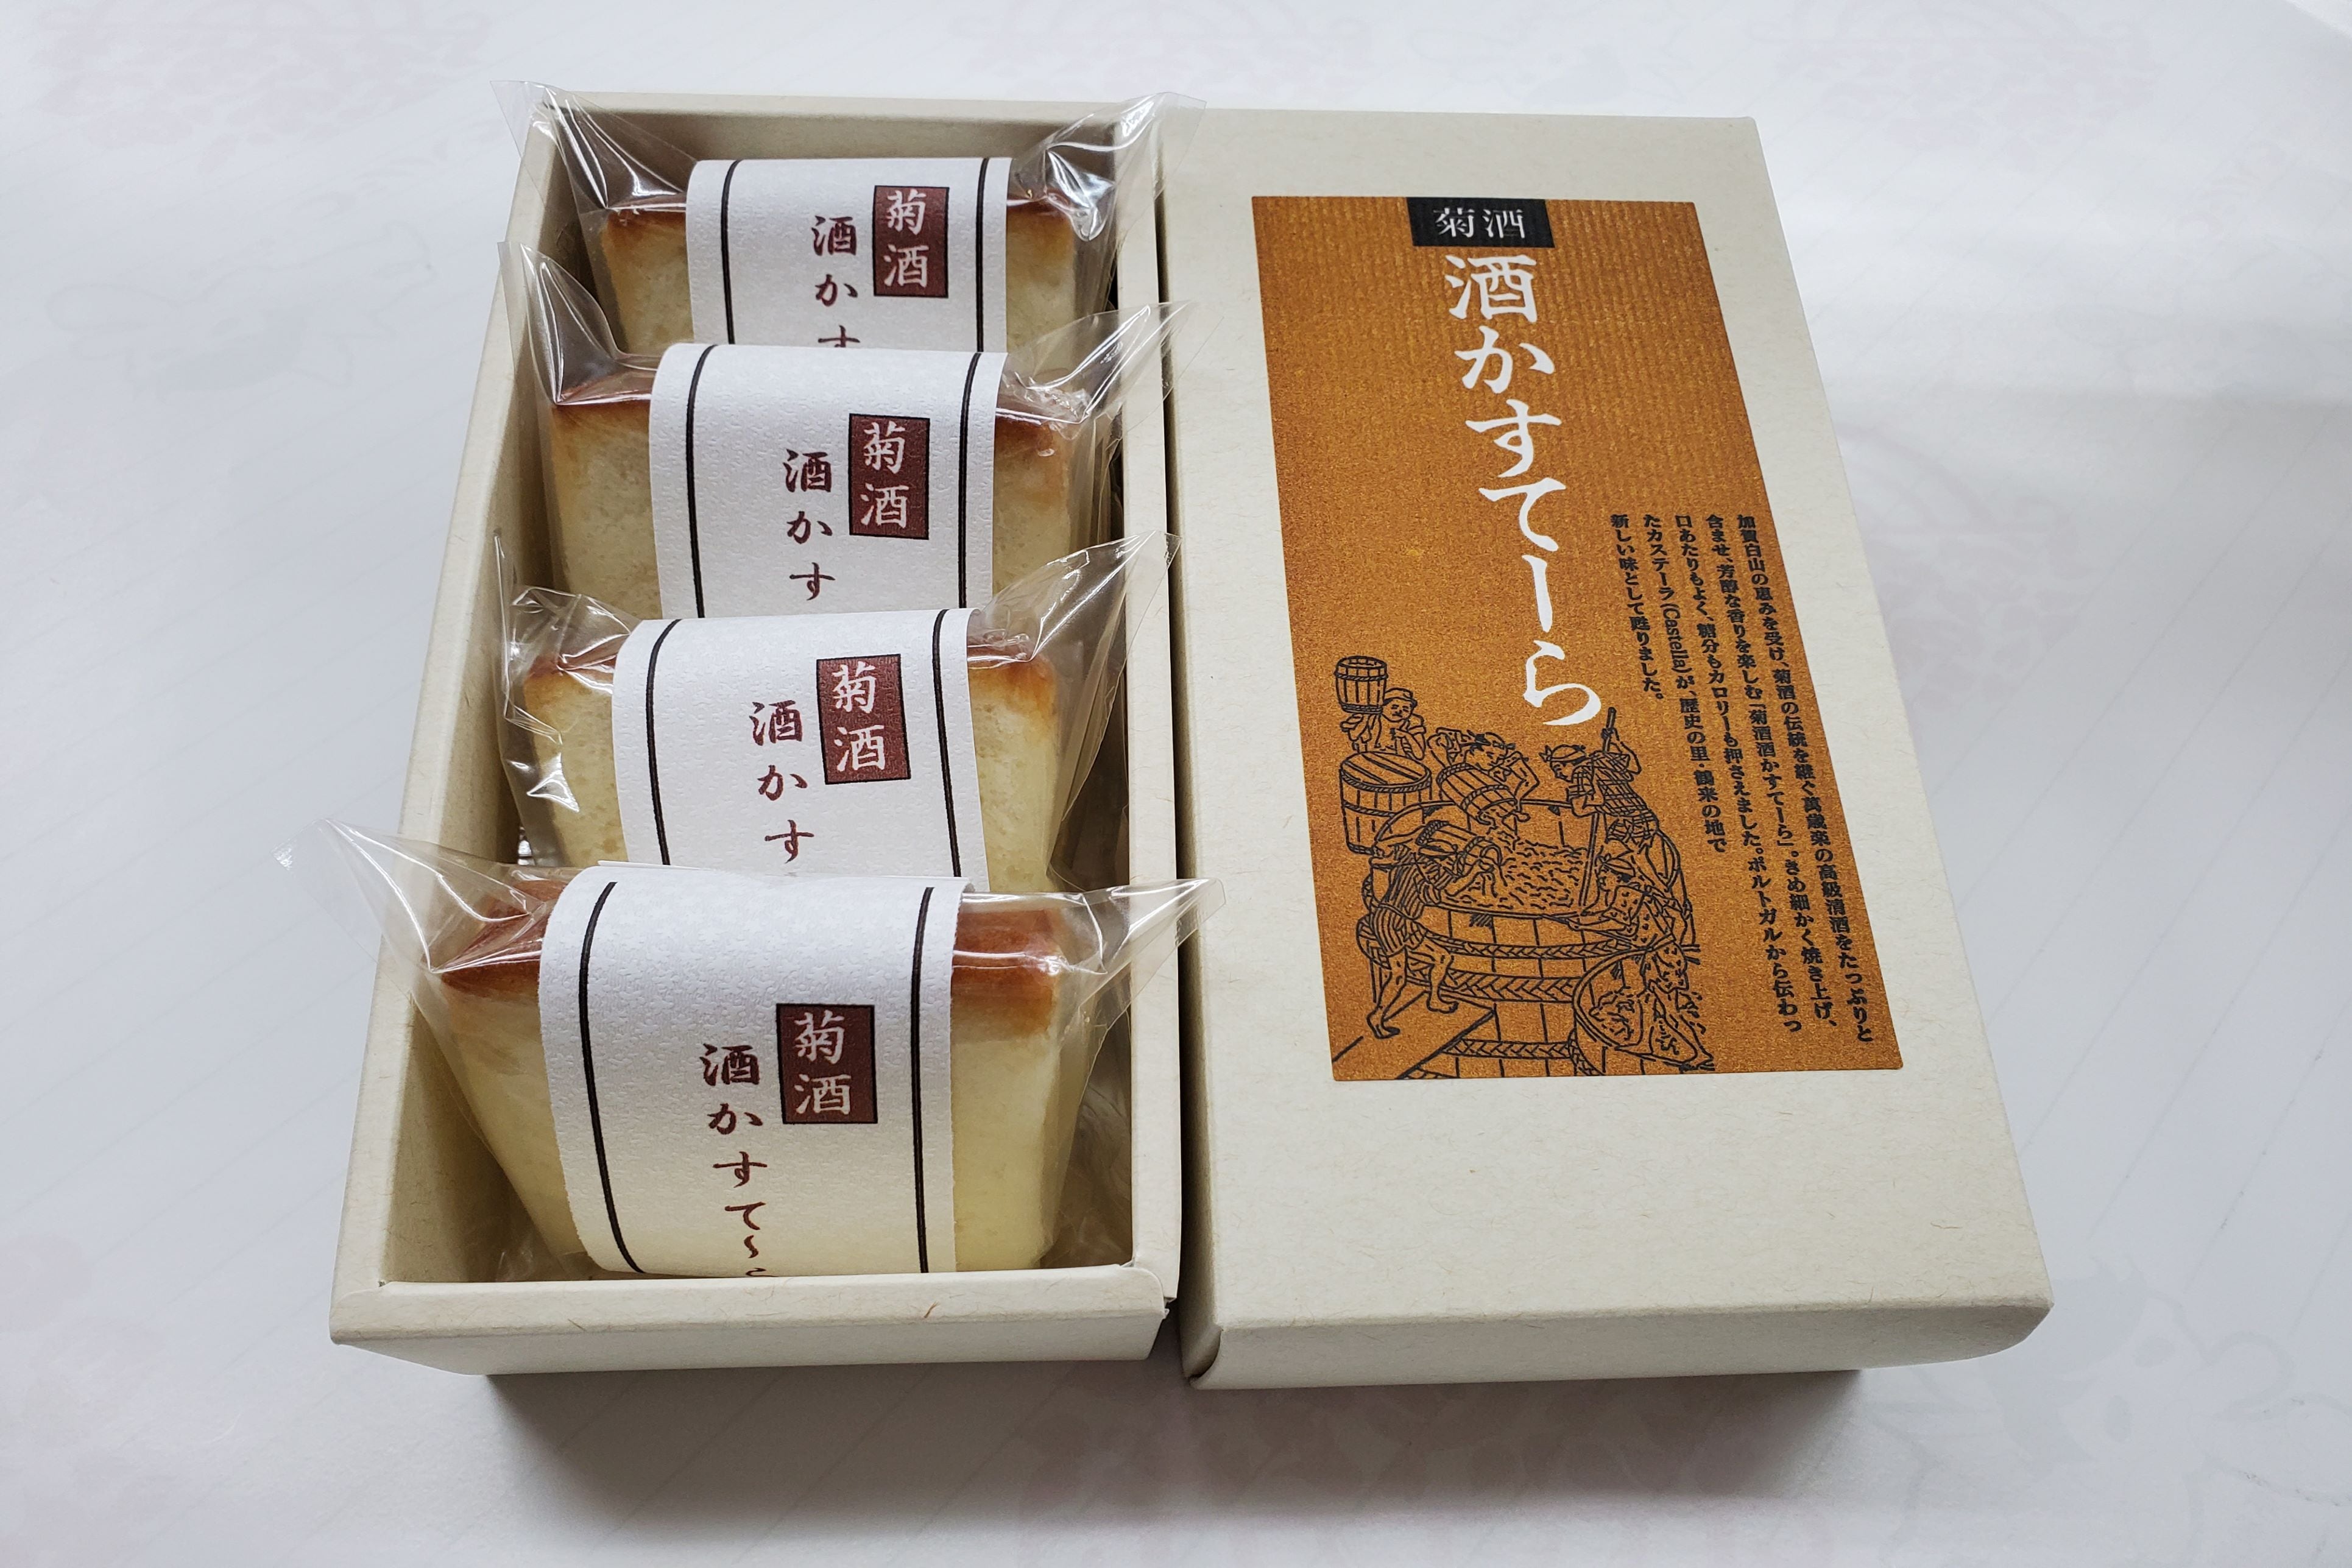 菊酒
酒かす
菊酒
酒かす
菊酒
酒かす
菊酒
酒かすて〜ら
菊酒
酒かすてーら
加賀白山の恵みを受け、菊酒の伝統を継ぐ萬歳楽の高級清酒をたっぷりと
含ませ、芳醇な香りを楽しむ「菊酒酒かすてーら」。きめ細かく焼き上げ、
口あたりもよく、糖分もカロリーも押さえました。ポルトガルから伝わっ
たカステーラ(Castella)が、歴史の里・鶴来の地で
新しい味として甦りました。